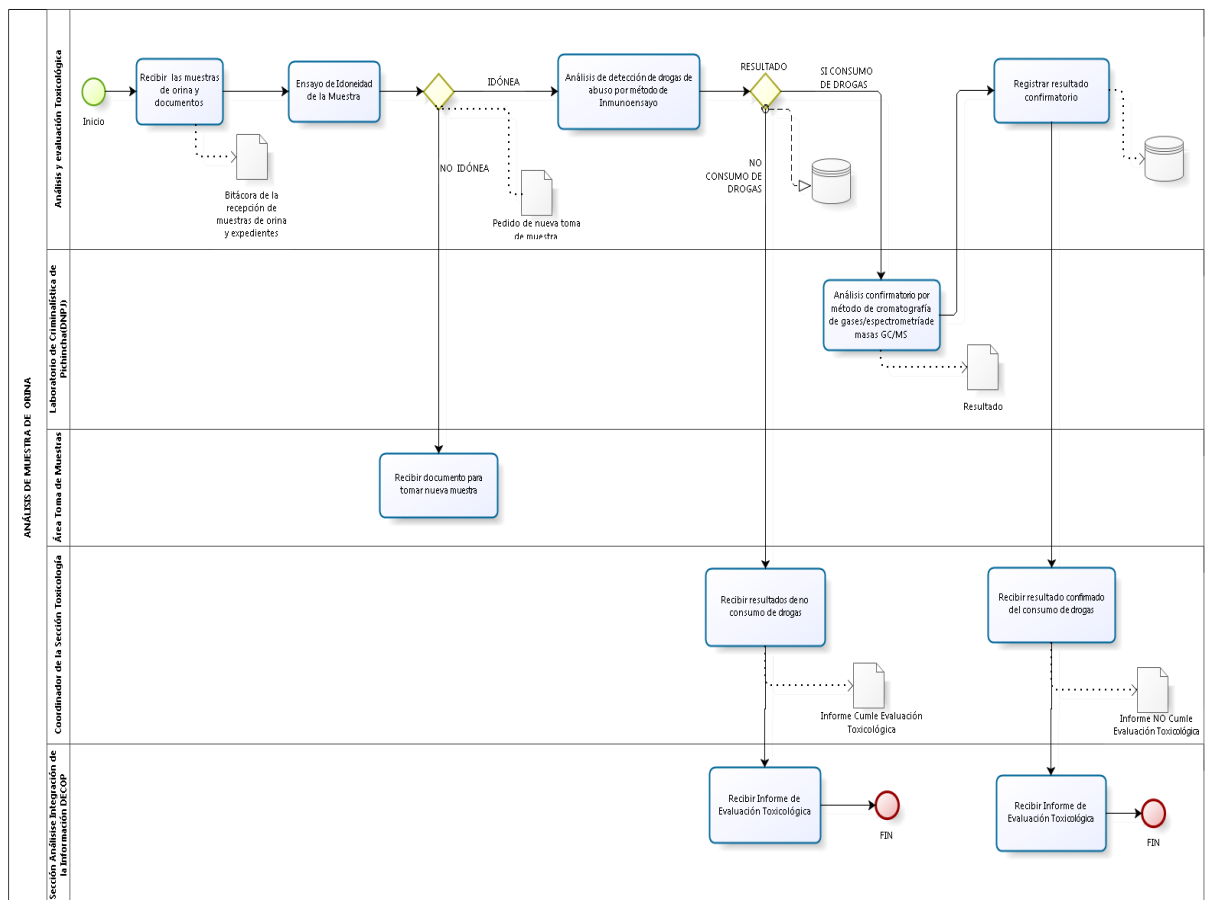 ANÁLISIS DE MUESTRA DE ORINA
Análisis y evaluación Toxicológica
Inicio
Recibir las muestras
de orina y
documentos
Bitácora de la
recepción de
muestras de orina
y expedientes
Ensayo de Idoneidad
de la Muestra
IDÓNEA
NO IDÓNEA
Pedido de nueva toma
de muestra
Análisis de detección de drogas de
abuso por método de
Inmunoensayo
RESULTADO
SI CONSUMO
DE DROGAS
NO
CONSUMO DE
DROGAS
Registrar resultado
confirmatorio
Laboratorio de Criminalística de
Pichincha(DNPJ)
Análisis confirmatorio por
método de cromatografía
de gases/espectrometríade
masas GC/MS
Resultado
Área Toma de Muestras
Recibir documento para
tomar nueva muestra
Coordinador de la Sección Toxicología
Recibir resultados de no
consumo de drogas
Informe Cumle Evaluación
Toxicológica
Recibir resultado confirmado
del consumo de drogas
Informe NO Cumle
Evaluación Toxicológica
Sección Análisise Integración de
la Información DECOP
Recibir Informe de
Evaluación Toxicológica
FIN
Recibir Informe de
Evaluación Toxicológica
FIN